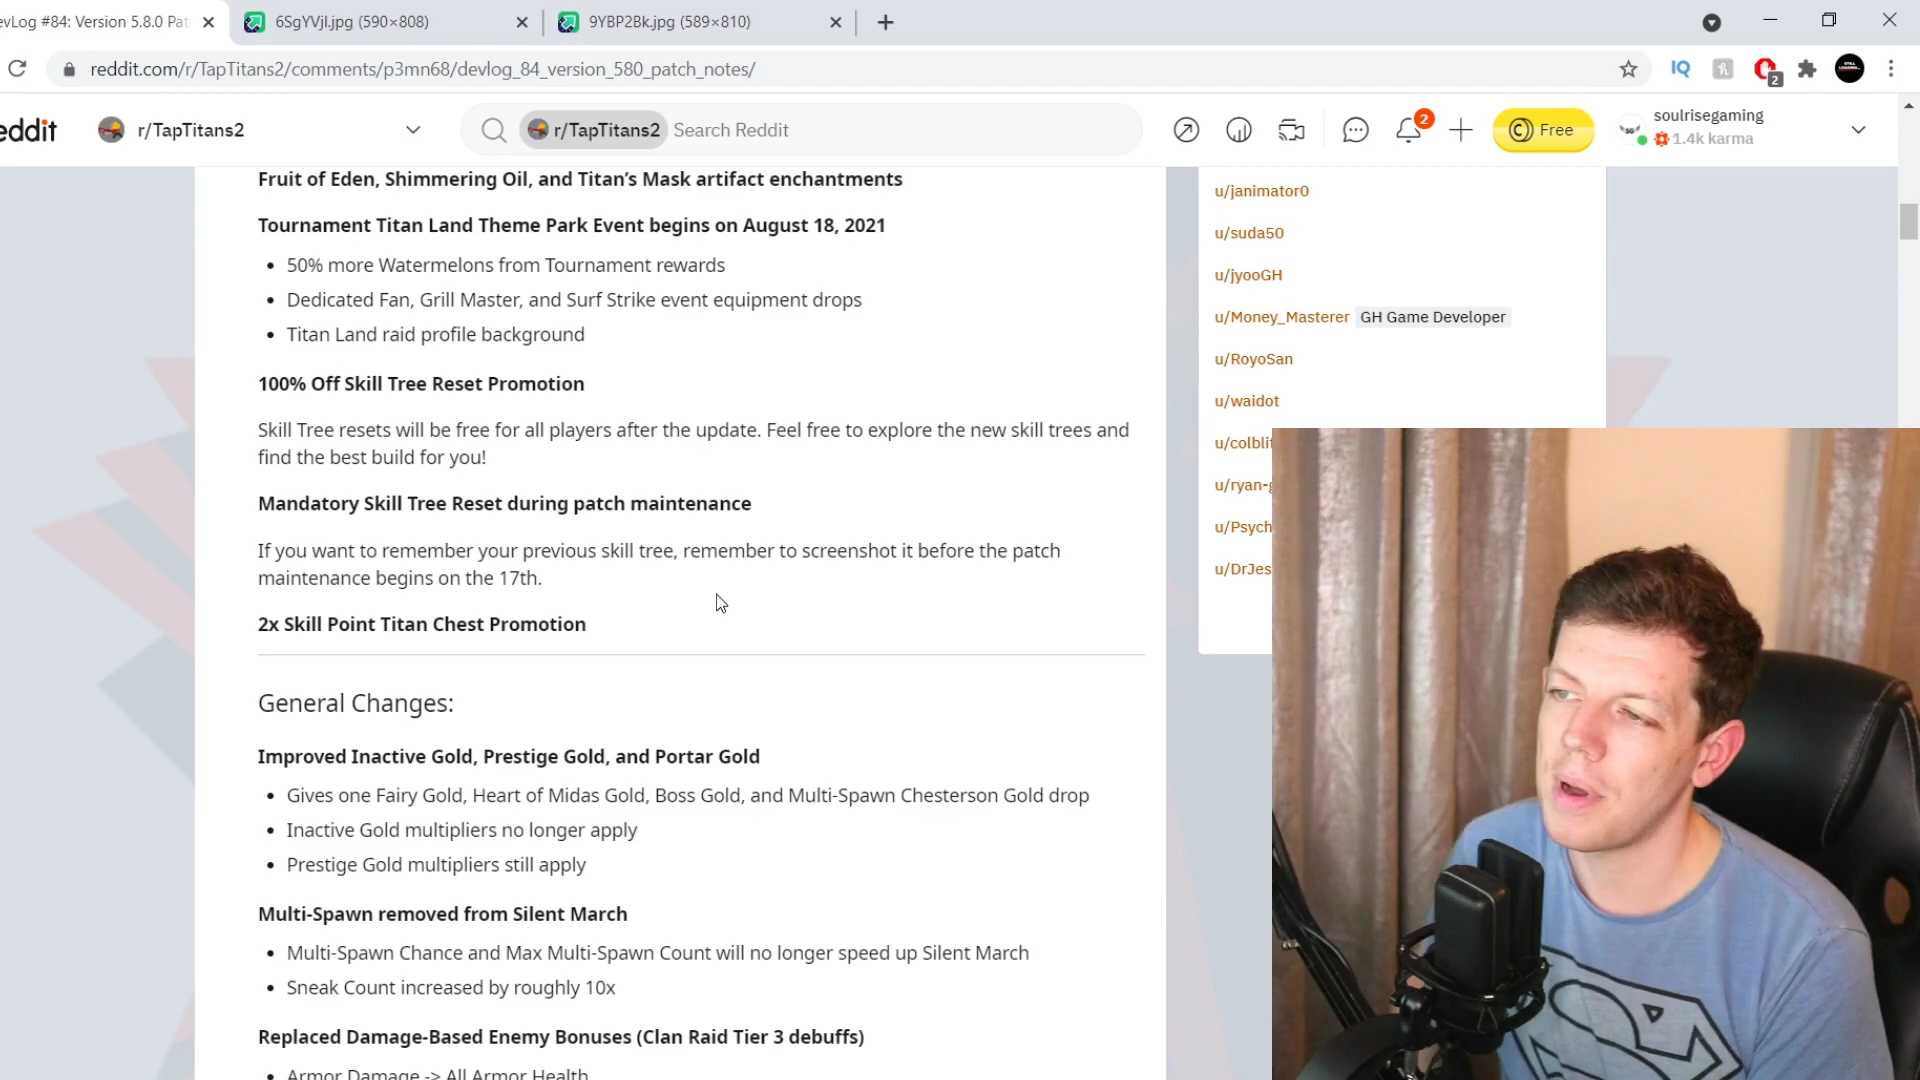 evLog #84: Version 5.8.0 Pat
6SgYVjI.jpg (590×808)
9YBP2Bk.jpg (589×810)
reddit.com/r/TapTitans2/comments/p3mn68/devlog_84_version_580_patch_notes/
IQ
2
eddit
r/TapTitans2
r/TapTitans2 Search Reddit
2
Free
soulrisegaming
1.4k karma
Fruit of Eden, Shimmering Oil, and Titan's Mask artifact enchantments
Tournament Titan Land Theme Park Event begins on August 18, 2021
• 50% more Watermelons from Tournament rewards
• Dedicated Fan, Grill Master, and Surf Strike event equipment drops
• Titan Land raid profile background
100% Off Skill Tree Reset Promotion
Skill Tree resets will be free for all players after the update. Feel free to explore the new skill trees and
find the best build for you!
Mandatory Skill Tree Reset during patch maintenance
If you want to remember your previous skill tree, remember to screenshot it before the patch
maintenance begins on the 17th.
2x Skill Point Titan Chest Promotion
General Changes:
Improved Inactive Gold, Prestige Gold, and Portar Gold
• Gives one Fairy Gold, Heart of Midas Gold, Boss Gold, and Multi-Spawn Chesterson Gold drop
• Inactive Gold multipliers no longer apply
• Prestige Gold multipliers still apply
Multi-Spawn removed from Silent March
• Multi-Spawn Chance and Max Multi-Spawn Count will no longer speed up Silent March
• Sneak Count increased by roughly 10x
Replaced Damage-Based Enemy Bonuses (Clan Raid Tier 3 debuffs)
• Armor Damage -> All Armor Health
u/janimator0
u/suda50
u/jyooGH
u/Money_Masterer GH Game Developer
u/RoyoSan
u/waidot
u/colbli
u/ryan-g
u/Psych
u/DrJes